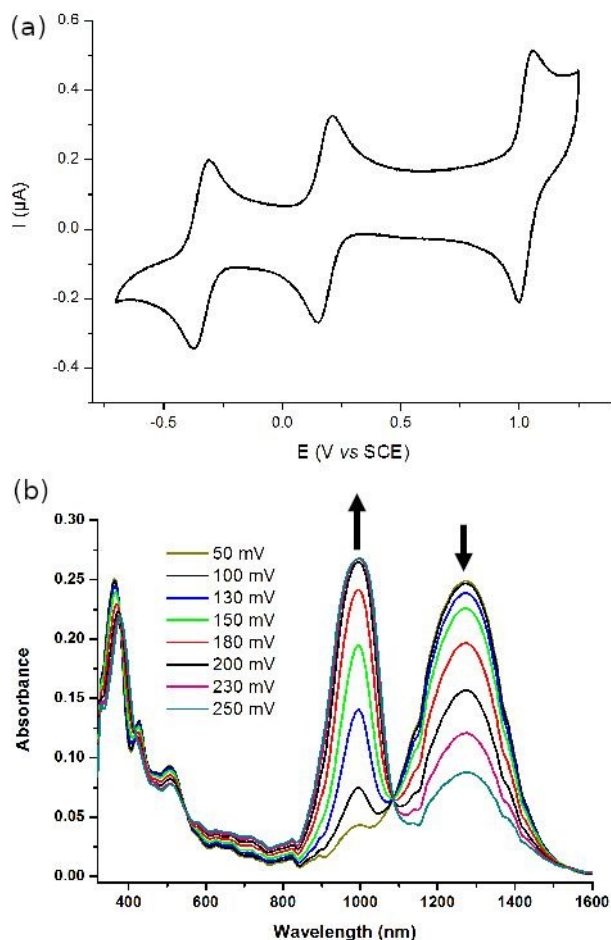 (a)
0.6
0.4
0.2
0.0
-0.2
-0.4
I (µA)
-0.5
0.0
0.5
1.0
E (V vs SCE)
(b)
0.30
0.25
0.20
0.15
0.10
0.05
0.00
Absorbance
50 mV
100 mV
130 mV
150 mV
180 mV
200 mV
230 mV
250 mV
400 600 800 1000 1200 1400 1600
Wavelength (nm)